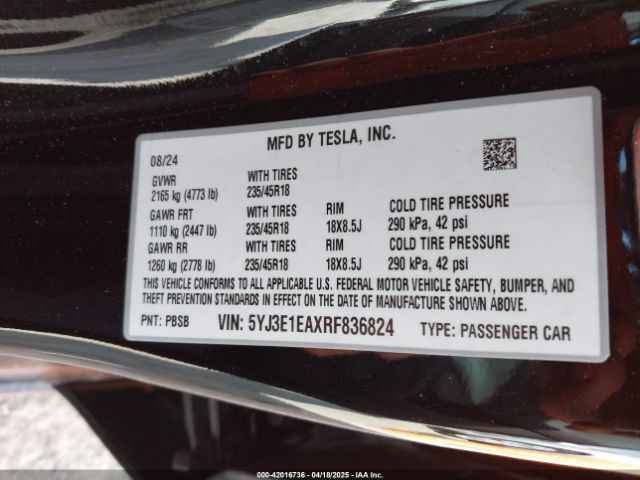 MFD BY TESLA, INC.
08/24
GVWR WITH TIRES
2165 kg (4773 lb) 235/45R18
GAWR FRT WITH TIRES RIM COLD TIRE PRESSURE
1110 kg (2447 lb) 235/45R18 18X8.5J 290 kPa, 42 psi
GAWR RR WITH TIRES RIM COLD TIRE PRESSURE
1260 kg (2778 lb) 235/45R18 18X8.5J 290 kPa, 42 psi
THIS VEHICLE CONFORMS TO ALL APPLICABLE U.S. FEDERAL MOTOR VEHICLE SAFETY, BUMPER, AND
THEFT PREVENTION STANDARDS IN EFFECT ON THE DATE OF MANUFACTURE SHOWN ABOVE.
PNT: PBSB VIN: 5YJ3E1EAXRF836824 TYPE: PASSENGER CAR
000-42016736 - 04/18/2025 - IAA Inc.